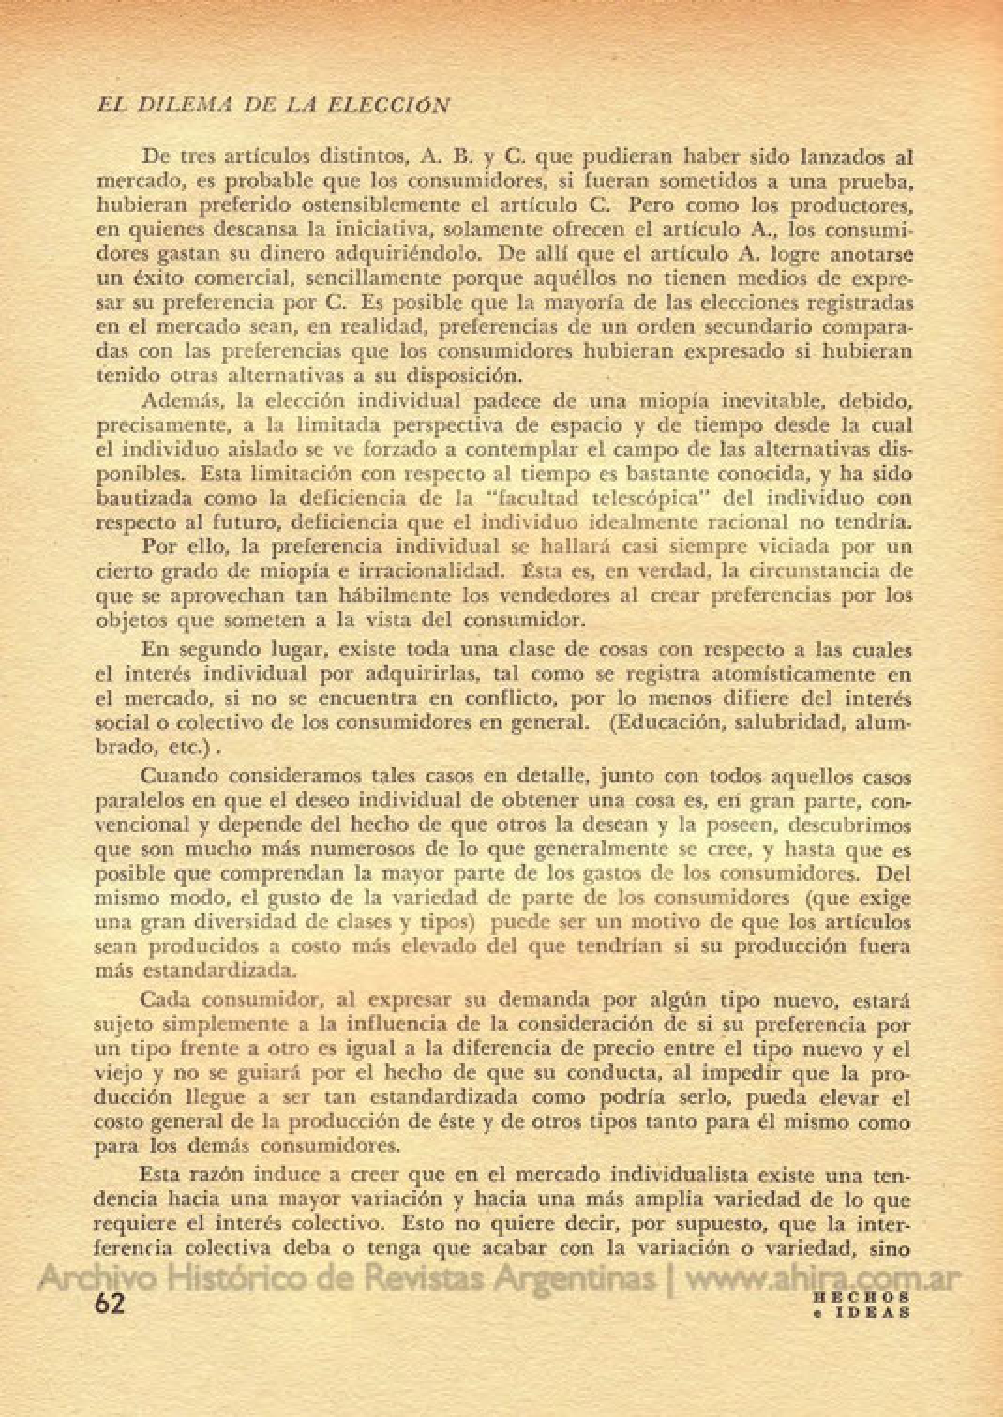 EL DILEMA DE LA ELECCIÓN
De tres artículos distintos, A. B. y C. que pudieran haber sido lanzados al
mercado, es probable que los consumidores, si fueran sometidos a una prueba,
hubieran preferido ostensiblemente el artículo C. Pero como los productores,
en quienes descansa la iniciativa, solamente ofrecen el artículo A., los consumi-
dores gastan su dinero adquiriéndolo. De allí que el artículo A. logre anotarse
un éxito comercial, sencillamente porque aquéllos no tienen medios de expre-
sar su preferencia por C. Es posible que la mayoría de las elecciones registradas
en el mercado sean, en realidad, preferencias de un orden secundario compara-
das con las preferencias que los consumidores hubieran expresado si hubieran
tenido otras alternativas a su disposición.
Además, la elección individual padece de una miopía inevitable, debido,
precisamente, a la limitada perspectiva de espacio y de tiempo desde la cual
el individuo aislado se ve forzado a contemplar el campo de las alternativas dis-
ponibles. Esta limitación con respecto al tiempo es bastante conocida, y ha sido
bautizada como la deficiencia de la "facultad telescópica" del individuo con
respecto al futuro, deficiencia que el individuo idealmente racional no tendría.
Por ello, la preferencia individual se hallará casi siempre viciada por un
cierto grado de miopía e irracionalidad. Ésta es, en verdad, la circunstancia de
que se aprovechan tan hábilmente los vendedores al crear preferencias por los
objetos que someten a la vista del consumidor.
En segundo lugar, existe toda una clase de cosas con respecto a las cuales
el interés individual por adquirirlas, tal como se registra atomísticamente en
el mercado, si no se encuentra en conflicto, por lo menos difiere del interés
social o colectivo de los consumidores en general. (Educación, salubridad, alum-
brado, etc.).
Cuando consideramos tales casos en detalle, junto con todos aquellos casos
paralelos en que el deseo individual de obtener una cosa es, en gran parte, con-
vencional y depende del hecho de que otros la desean y la poseen, descubrimos
que son mucho más numerosos de lo que generalmente se cree, y hasta que es
posible que comprendan la mayor parte de los gastos de los consumidores. Del
mismo modo, el gusto de la variedad de parte de los consumidores (que exige
una gran diversidad de clases y tipos) puede ser un motivo de que los artículos
sean producidos a costo más elevado del que tendrían si su producción fuera
más estandardizada.
Cada consumidor, al expresar su demanda por algún tipo nuevo, estará
sujeto simplemente a la influencia de la consideración de si su preferencia por
un tipo frente a otro es igual a la diferencia de precio entre el tipo nuevo y el
viejo y no se guiará por el hecho de que su conducta, al impedir que la pro-
ducción llegue a ser tan estandardizada como podría serlo, pueda elevar el
costo general de la producción de éste y de otros tipos tanto para él mismo como
para los demás consumidores.
Esta razón induce a creer que en el mercado individualista existe una ten-
dencia hacia una mayor variación y hacia una más amplia variedad de lo que
requiere el interés colectivo. Esto no quiere decir, por supuesto, que la inter-
ferencia colectiva deba o tenga que acabar con la variación o variedad, sino
Archivo Histórico de Revistas Argentinas | www.ahira.com.ar
62
HECHOS
e IDEAS